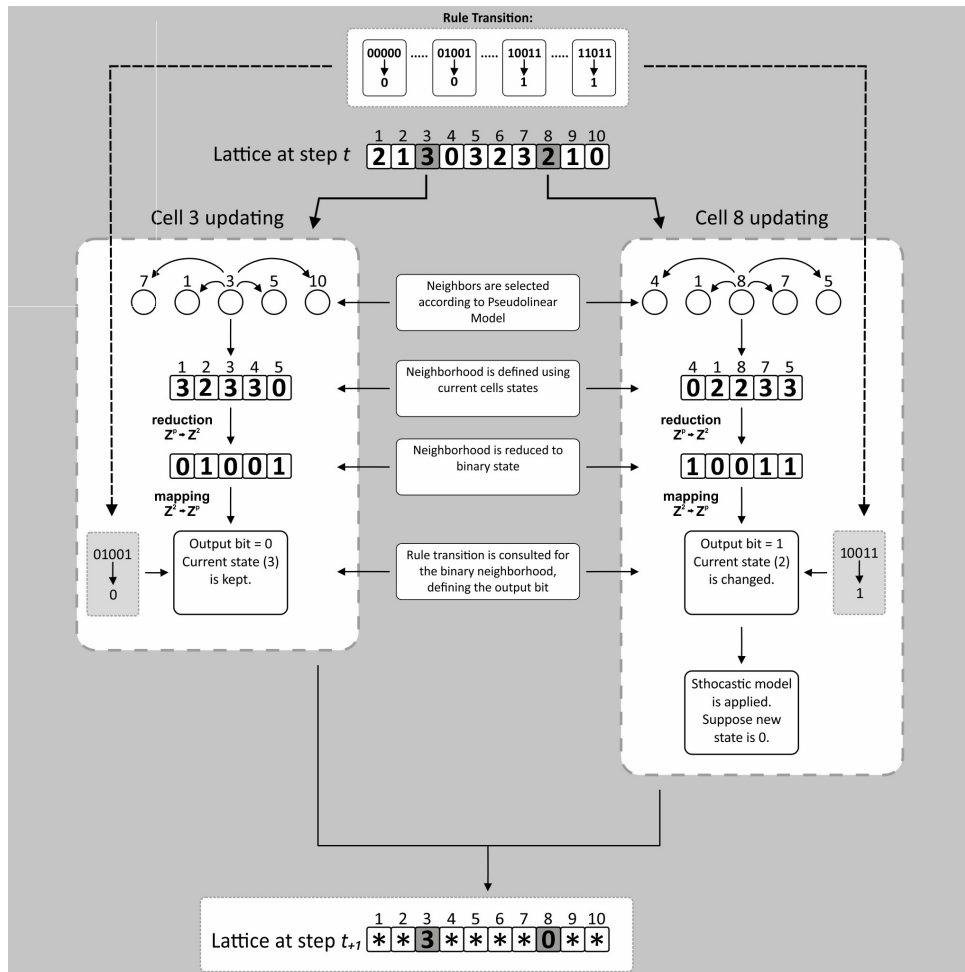 Rule Transition:
00000 ..... 01001 ..... 10011 ..... 11011
0 0 1 1
1 2 3 4 5 6 7 8 9 10
Lattice at step t 2 1 3 0 3 2 3 2 1 0
Cell 3 updating
7 1 3 5 10
1 2 3 4 5
3 2 3 3 0
reduction
Zᵖ → Z²
0 1 0 0 1
mapping
Z² → Zᵖ
01001
0
Output bit = 0
Current state (3)
is kept.
Neighbors are selected
according to Pseudolinear
Model
Neighborhood is defined using
current cells states
Neighborhood is reduced to
binary state
Rule transition is consulted for
the binary neighborhood,
defining the output bit
Cell 8 updating
4 1 8 7 5
4 1 8 7 5
0 2 2 3 3
reduction
Zᵖ → Z²
1 0 0 1 1
mapping
Z² → Zᵖ
Output bit = 1
Current state (2)
is changed.
10011
1
Sthocastic model
is applied.
Suppose new
state is 0.
1 2 3 4 5 6 7 8 9 10
Lattice at step t+1 * * 3 * * * * 0 * *